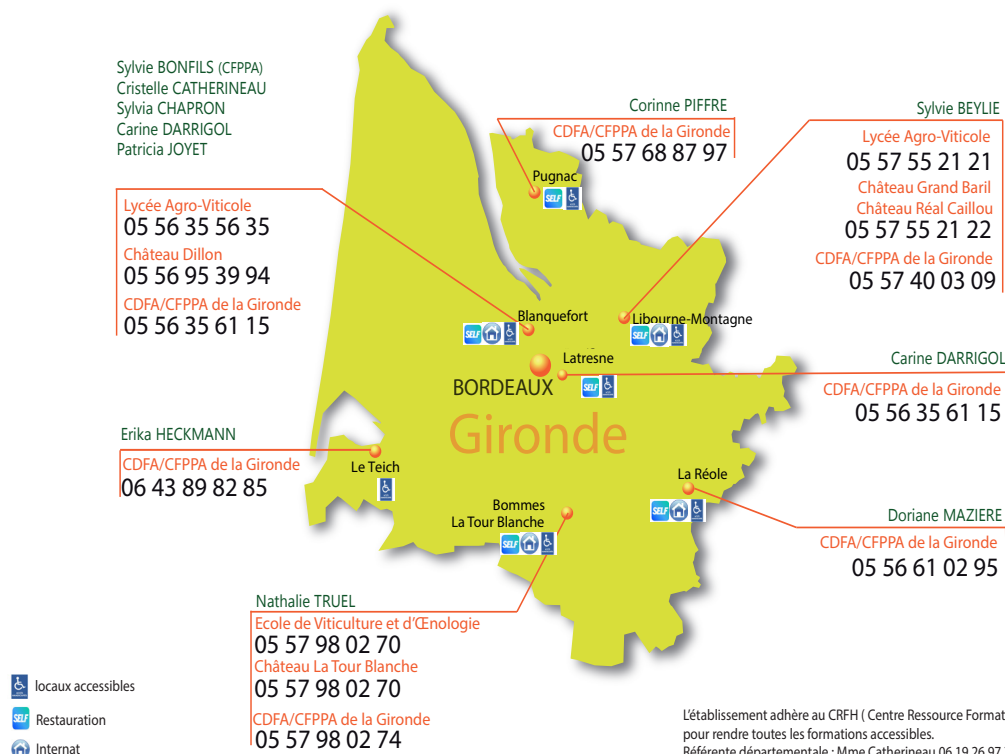 Sylvie BONFILS (CFPPA)
Cristelle CATHERINEAU
Sylvia CHAPRON
Carine DARRIGOL
Patricia JOYET
Lycée Agro-Viticole
05 56 35 56 35
Château Dillon
05 56 95 39 94
CDFA/CFPPA de la Gironde
05 56 35 61 15
Corinne PIFFRE
CDFA/CFPPA de la Gironde
05 57 68 87 97
Sylvie BEYLIE
Lycée Agro-Viticole
05 57 55 21 21
Château Grand Baril
Château Réal Caillou
05 57 55 21 22
CDFA/CFPPA de la Gironde
05 57 40 03 09
Pugnac
SELF
Blanquefort
SELF
Libourne-Montagne
SELF
Latresne
SELF
BORDEAUX
Gironde
Carine DARRIGOL
CDFA/CFPPA de la Gironde
05 56 35 61 15
Erika HECKMANN
CDFA/CFPPA de la Gironde
06 43 89 82 85
Le Teich
La Réole
SELF
Bommes
La Tour Blanche
SELF
Doriane MAZIERE
CDFA/CFPPA de la Gironde
05 56 61 02 95
Nathalie TRUEL
Ecole de Viticulture et d'Œnologie
05 57 98 02 70
Château La Tour Blanche
05 57 98 02 70
CDFA/CFPPA de la Gironde
05 57 98 02 74
locaux accessibles
SELF Restauration
Internat
L'établissement adhère au CRFH ( Centre Ressource Format
pour rendre toutes les formations accessibles.
Référente départementale : Mme Catherineau 06 19 26 97